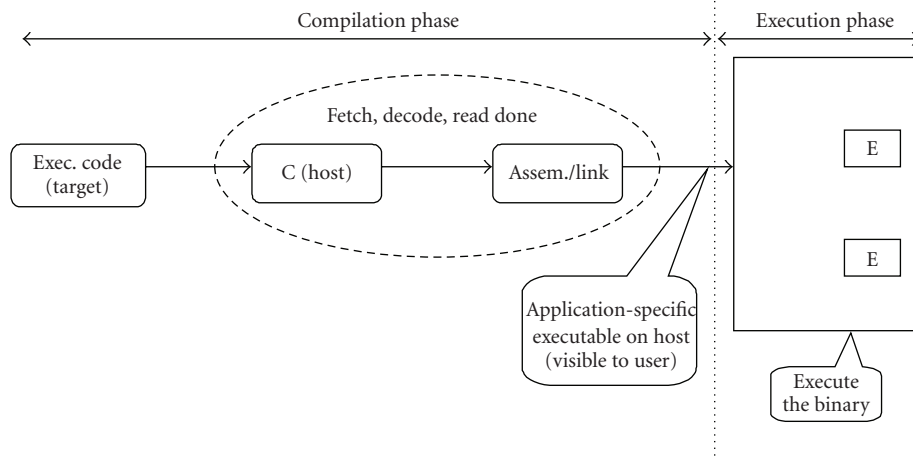 Compilation phase
Execution phase
Fetch, decode, read done
Exec. code
(target)
C (host)
Assem./link
E
E
Application-specific
executable on host
(visible to user)
Execute
the binary